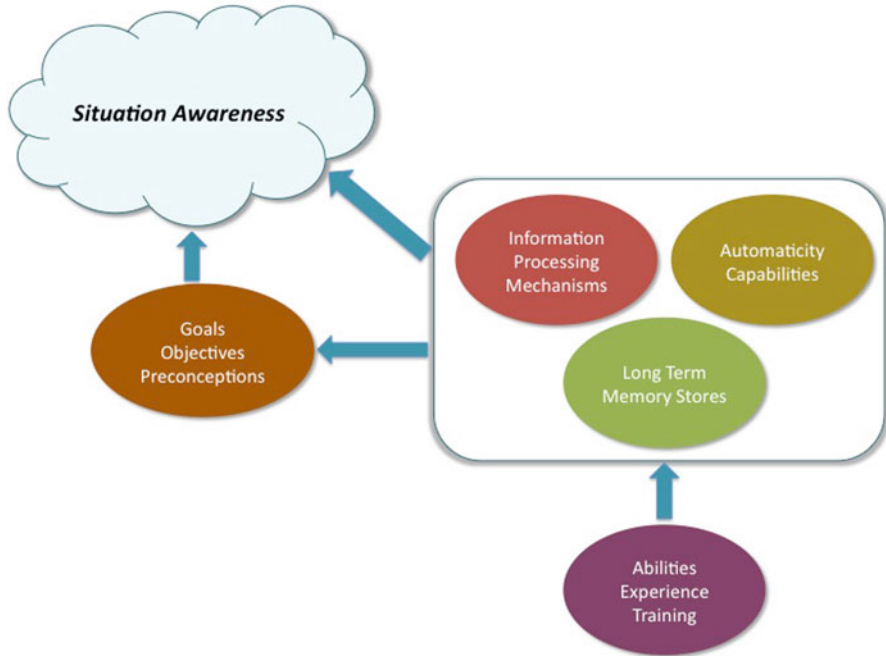 Situation Awareness
Information
Processing
Mechanisms
Automaticity
Capabilities
Goals
Objectives
Preconceptions
Long Term
Memory Stores
Abilities
Experience
Training